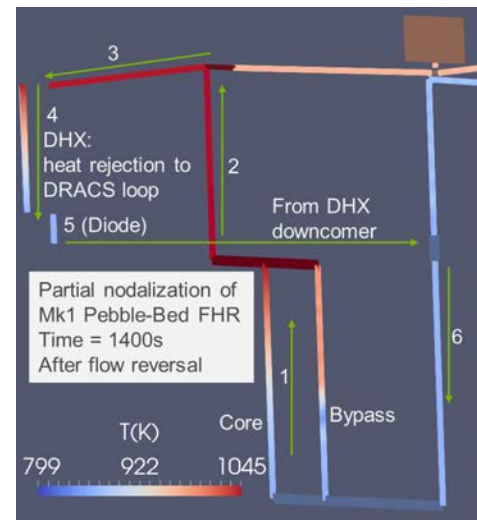 3
4
DHX:
heat rejection to
DRACS loop
2
5 (Diode)
From DHX
downcomer
Partial nodalization of
Mk1 Pebble-Bed FHR
Time = 1400s
After flow reversal
6
1
Core
Bypass
T(K)
799 922 1045